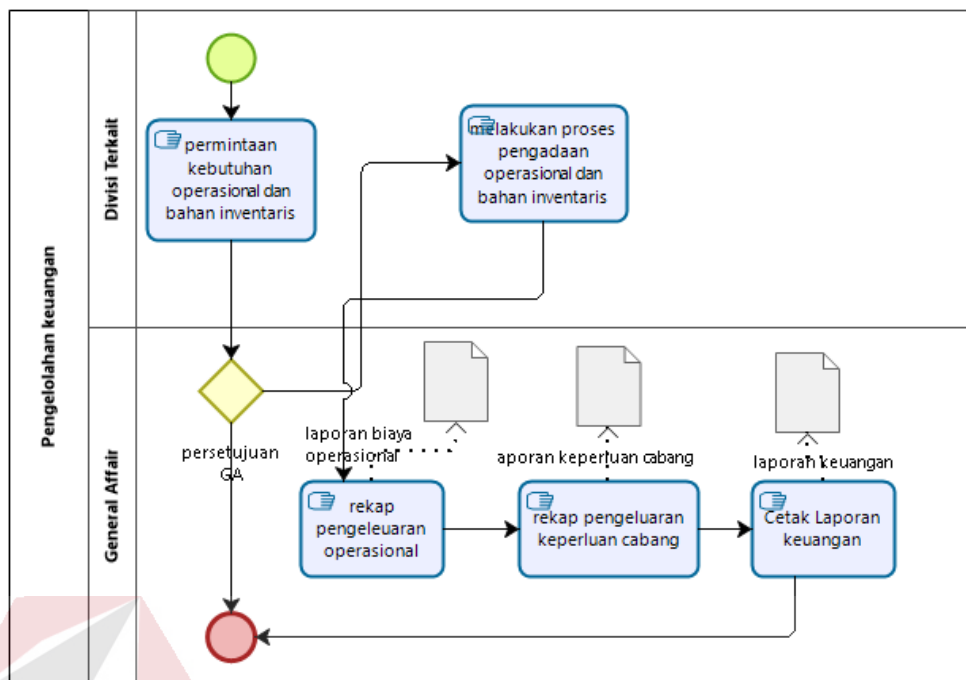 Pengelolahan keuangan
Divisi Terkait
permintaan
kebutuhan
operasional dan
bahan inventaris
melakukan proses
pengadaan
operasional dan
bahan inventaris
General Affair
persetujuan
GA
laporan biaya
operasional
aporan keperluan cabang
laporan keuangan
rekap
pengeleuaran
operasional
rekap pengeluaran
keperluan cabang
Cetak Laporan
keuangan